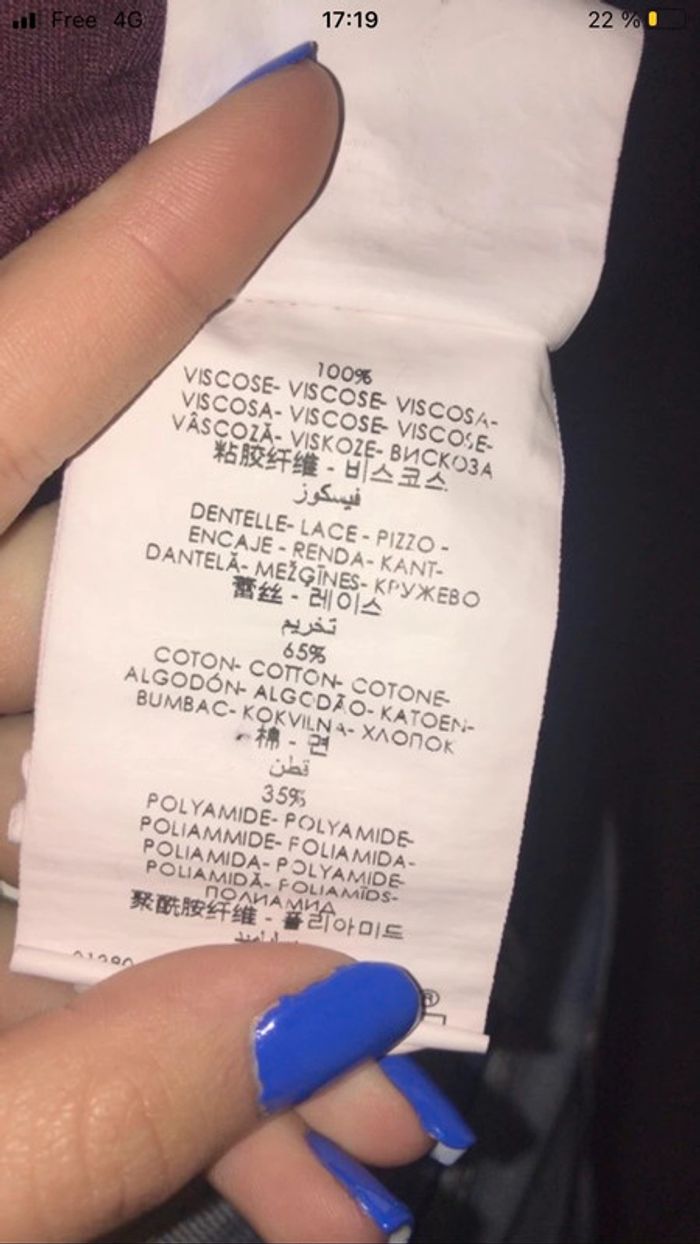 Free 4G 17:19 22 %
100%
VISCOSE- VISCOSE- VISCOSA-
VISCOSA- VISCOSE- VISCOSE-
VÂSCOZĂ- VISKOZE- ВИСКОЗА
粘胶纤维 - 비스코스
فيسكوز
DENTELLE- LACE - PIZZO -
ENCAJE - RENDA- KANT-
DANTELĂ- MEŽĢĪNES- КРУЖЕВО
蕾丝 - 레이스
تخريم
65%
COTON- COTTON- COTONE-
ALGODÓN- ALGODÃO- KATOEN-
BUMBAC- KOKVILNA- ХЛОПОК
棉 - 면
قطن
35%
POLYAMIDE- POLYAMIDE-
POLIAMMIDE- POLIAMIDA-
POLIAMIDA- POLYAMIDE-
POLIAMIDĂ- POLIAMĪDS-
ПОЛИАМИД
聚酰胺纤维 - 폴리아미드
®